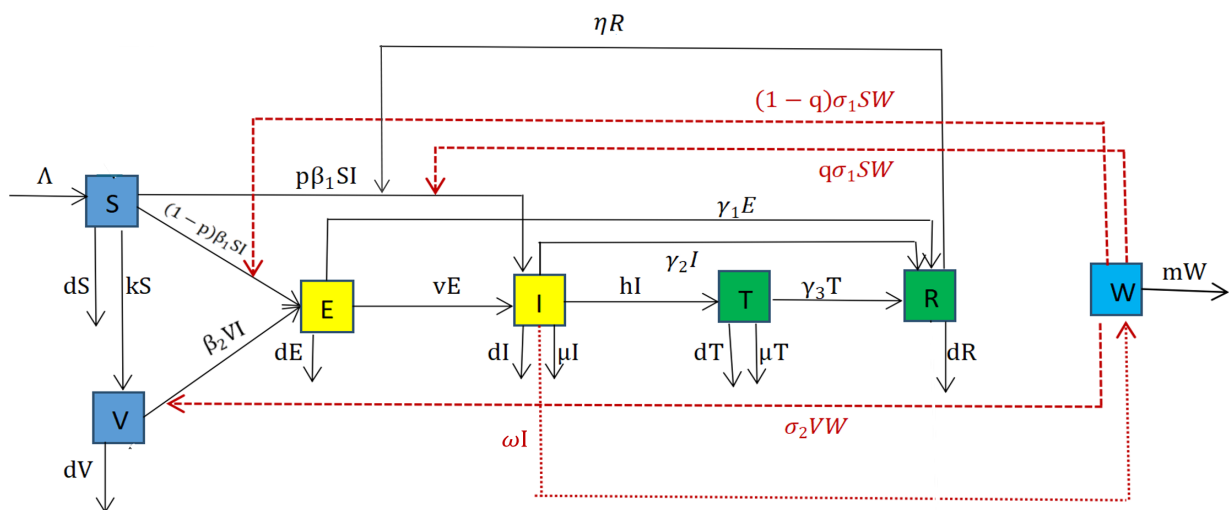 ηR
(1 − q)σ₁SW
qσ₁SW
Λ
S
pβ₁SI
(1−p)β₁SI
γ₁E
γ₂I
dS
kS
E
vE
I
hI
T
γ₃T
R
W
mW
β₂VI
dE
dI
μI
dT
μT
dR
V
σ₂VW
ωI
dV